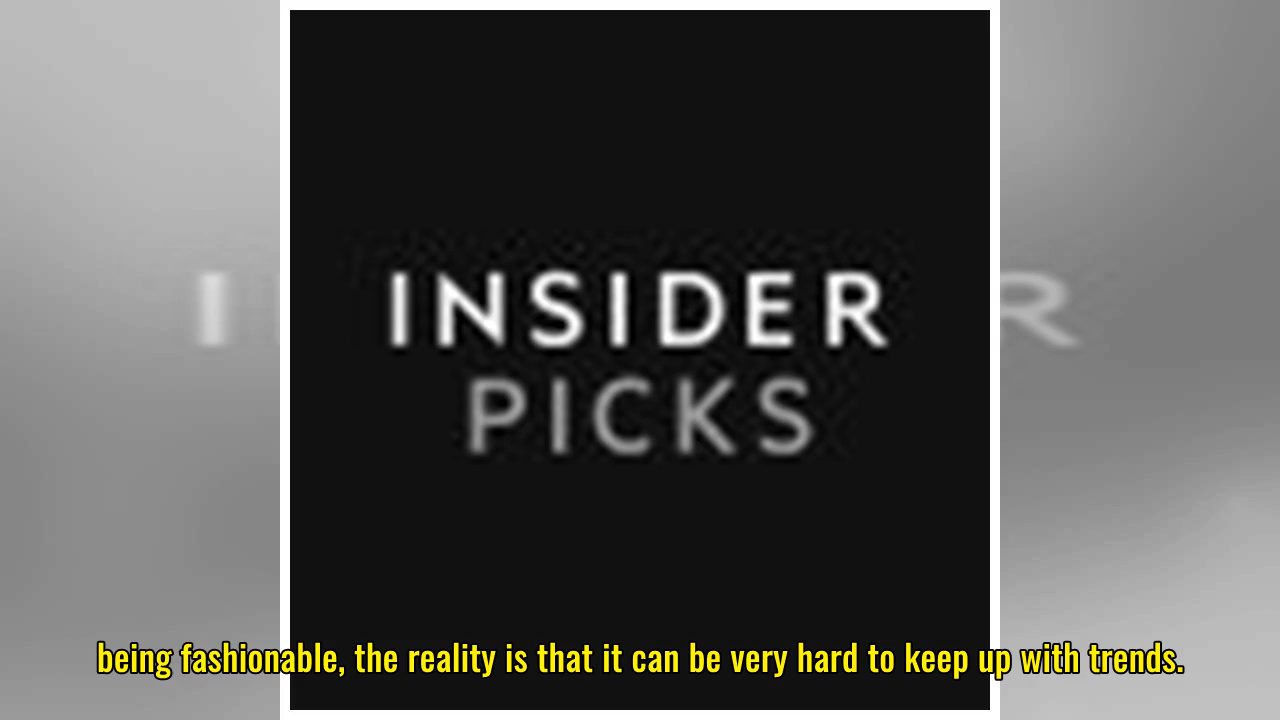 INSIDER
PICKS
being fashionable, the reality is that it can be very hard to keep up with trends.